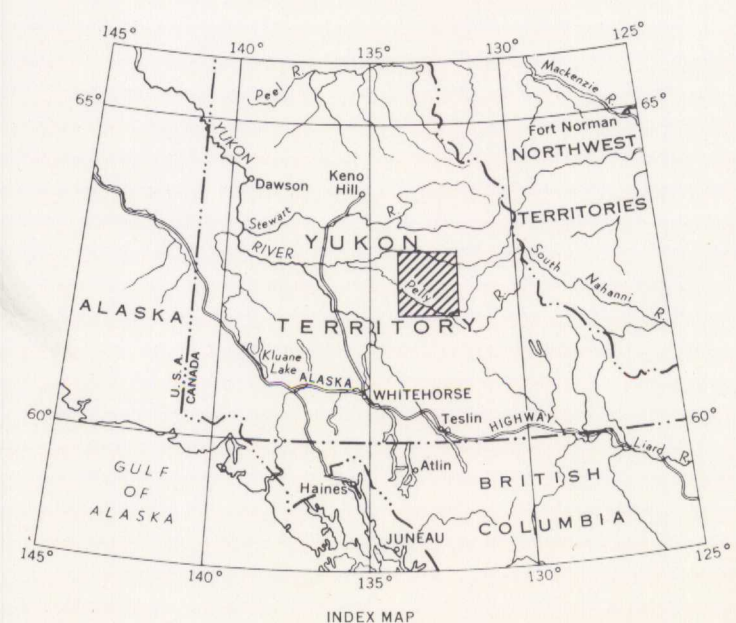 145° 140° 135° 130° 125°
Mackenzie R.
Peel R.
65° 65°
Fort Norman
YUKON
NORTHWEST
Keno
Hill
Dawson
TERRITORIES
Stewart R.
YUKON
RIVER
South Nahanni R.
Pelly R.
ALASKA
TERRITORY
U.S.A.
CANADA
Kluane
Lake
ALASKA
WHITEHORSE
Teslin
HIGHWAY
60° 60°
Liard R.
Atlin
GULF
OF
ALASKA
BRITISH
COLUMBIA
Haines
JUNEAU
145° 140° 135° 130° 125°
INDEX MAP